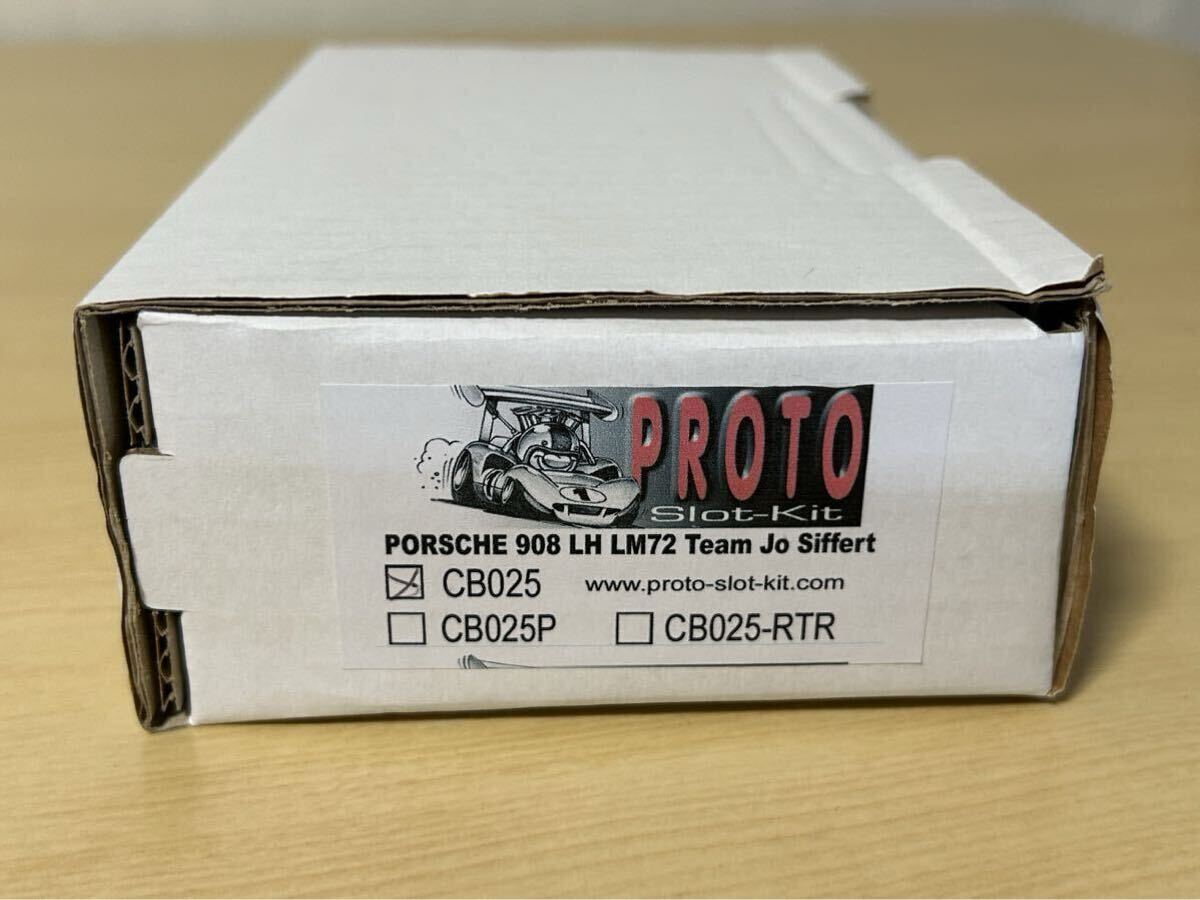 1
PROTO
Slot-Kit
PORSCHE 908 LH LM72 Team Jo Siffert
CB025 www.proto-slot-kit.com
CB025P CB025-RTR